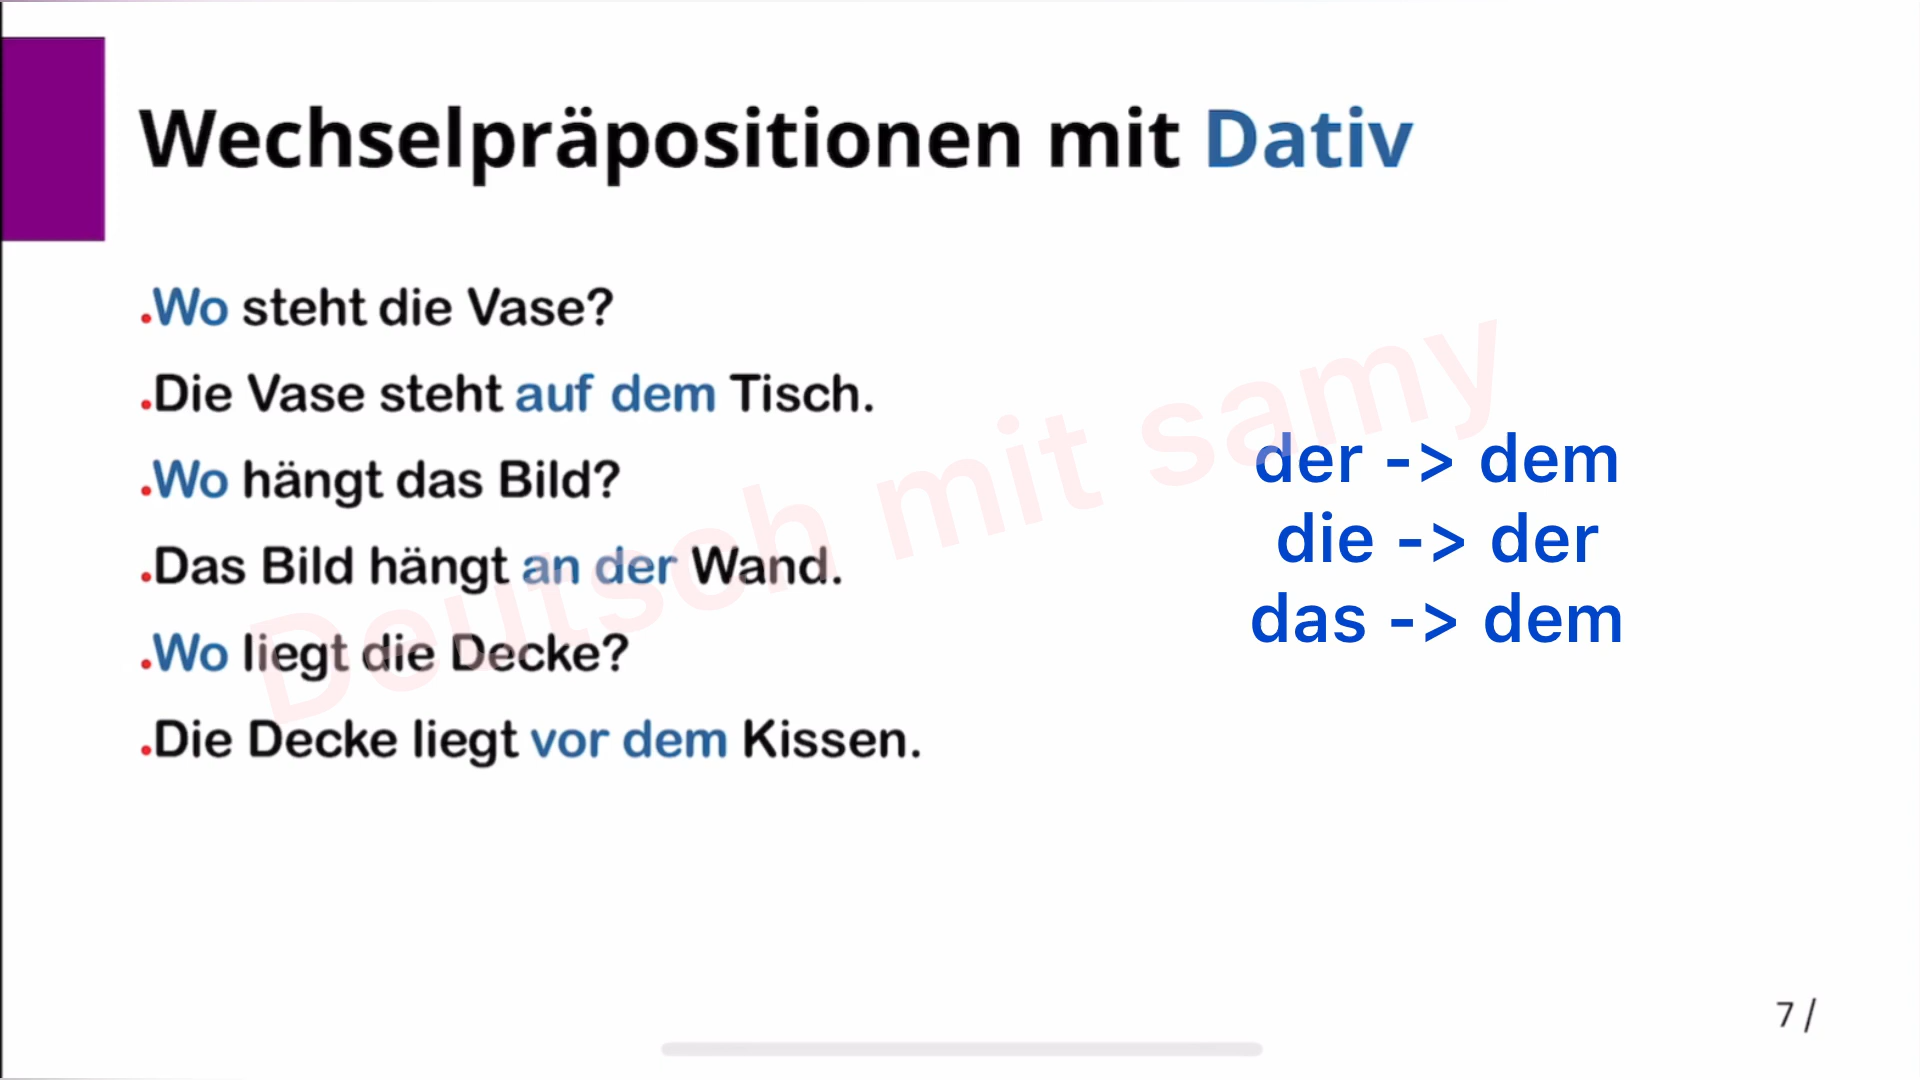 Wechselpräpositionen mit Dativ
.Wo steht die Vase?
.Die Vase steht auf dem Tisch.
.Wo hängt das Bild?
.Das Bild hängt an der Wand.
.Wo liegt die Decke?
.Die Decke liegt vor dem Kissen.
der -> dem
die -> der
das -> dem
Deutsch mit samy
7 /